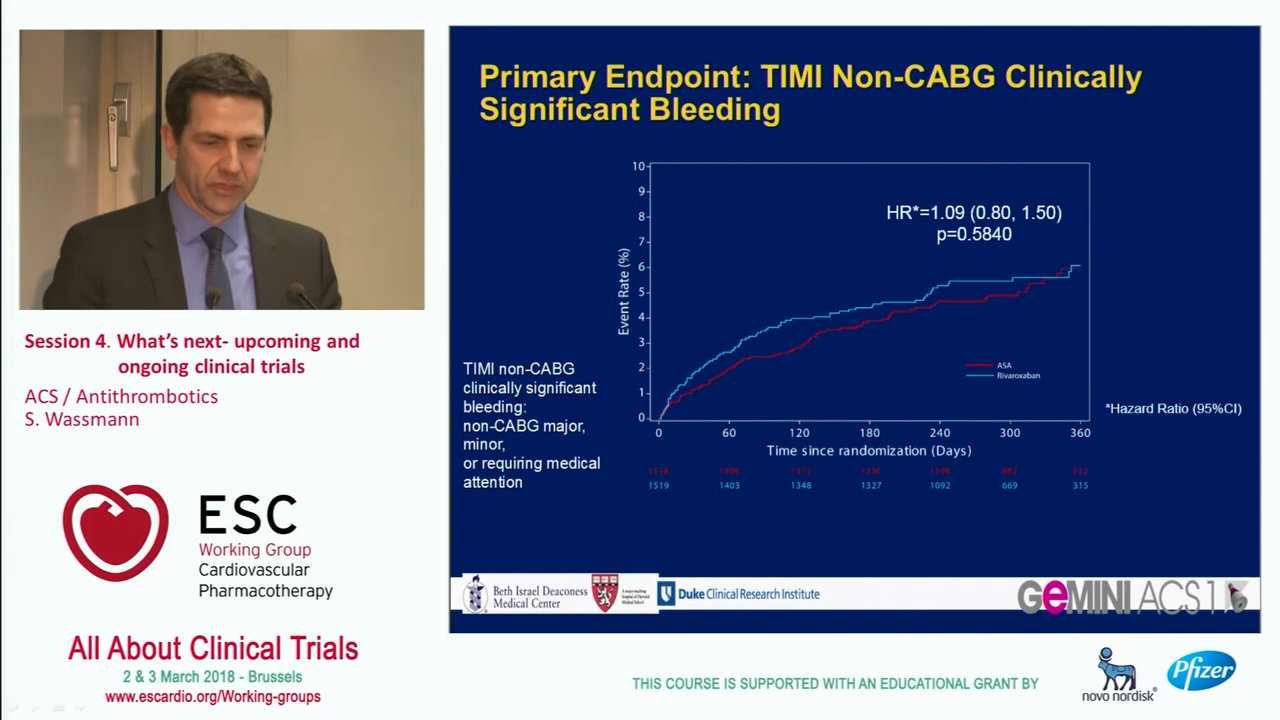 Session 4. What's next- upcoming and
ongoing clinical trials
ACS / Antithrombotics
S. Wassmann
ESC
Working Group
Cardiovascular
Pharmacotherapy
All About Clinical Trials
2 & 3 March 2018 - Brussels
www.escardio.org/Working-groups
Primary Endpoint: TIMI Non-CABG Clinically
Significant Bleeding
10
9
8
7
6
5
4
3
2
1
0
Event Rate (%)
HR*=1.09 (0.80, 1.50)
p=0.5840
ASA
Rivaroxaban
0 60 120 180 240 300 360
Time since randomization (Days)
1519 1403 1348 1327 1092 669 315
TIMI non-CABG
clinically significant
bleeding:
non-CABG major,
minor,
or requiring medical
attention
*Hazard Ratio (95%CI)
Beth Israel Deaconess
Medical Center
Duke Clinical Research Institute
GEMINI ACS 1
THIS COURSE IS SUPPORTED WITH AN EDUCATIONAL GRANT BY
novo nordisk®
Pfizer